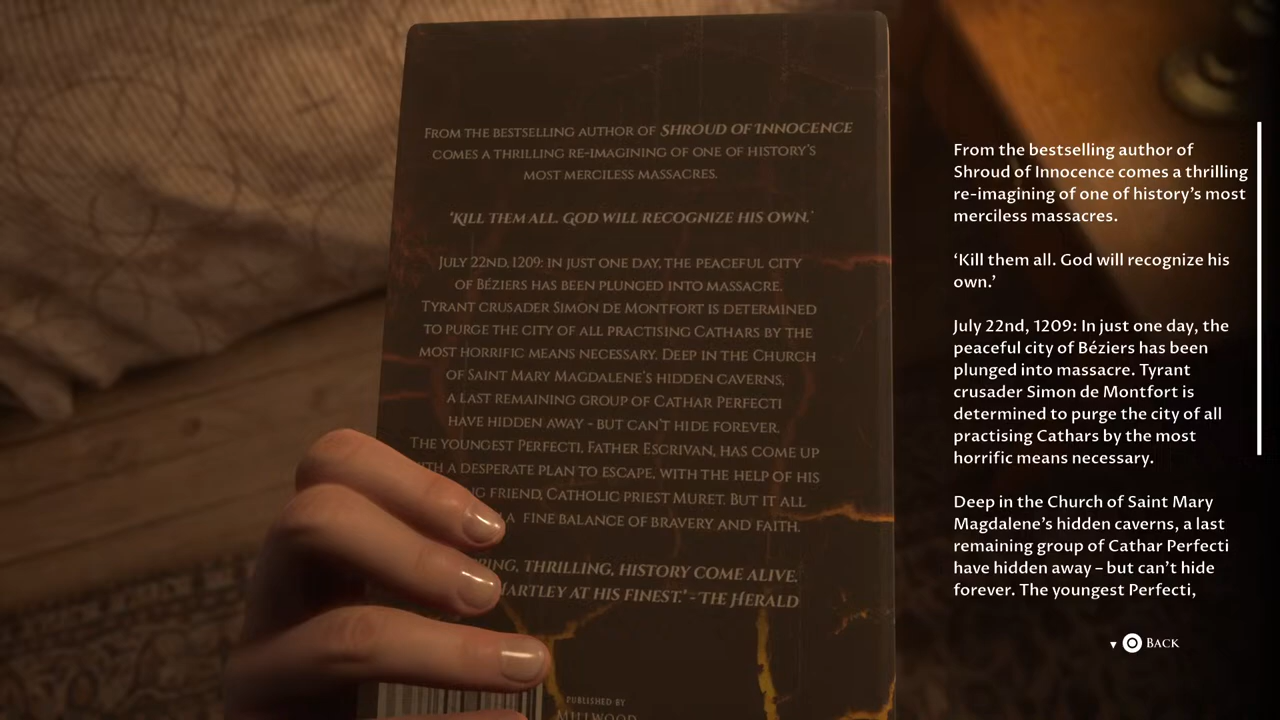 FROM THE BESTSELLING AUTHOR OF SHROUD OF INNOCENCE
COMES A THRILLING RE-IMAGINING OF ONE OF HISTORY'S
MOST MERCILESS MASSACRES.
'KILL THEM ALL. GOD WILL RECOGNIZE HIS OWN.'
JULY 22ND, 1209: IN JUST ONE DAY, THE PEACEFUL CITY
OF BÉZIERS HAS BEEN PLUNGED INTO MASSACRE.
TYRANT CRUSADER SIMON DE MONTFORT IS DETERMINED
TO PURGE THE CITY OF ALL PRACTISING CATHARS BY THE
MOST HORRIFIC MEANS NECESSARY. DEEP IN THE CHURCH
OF SAINT MARY MAGDALENE'S HIDDEN CAVERNS,
A LAST REMAINING GROUP OF CATHAR PERFECTI
HAVE HIDDEN AWAY - BUT CAN'T HIDE FOREVER.
THE YOUNGEST PERFECTI, FATHER ESCRIVAN, HAS COME UP
A DESPERATE PLAN TO ESCAPE, WITH THE HELP OF HIS
FRIEND, CATHOLIC PRIEST MURET. BUT IT ALL
A FINE BALANCE OF BRAVERY AND FAITH.
THRILLING, HISTORY COME ALIVE.
HARTLEY AT HIS FINEST.' - THE HERALD
PUBLISHED BY
MILLWOOD
From the bestselling author of
Shroud of Innocence comes a thrilling
re-imagining of one of history's most
merciless massacres.
'Kill them all. God will recognize his
own.'
July 22nd, 1209: In just one day, the
peaceful city of Béziers has been
plunged into massacre. Tyrant
crusader Simon de Montfort is
determined to purge the city of all
practising Cathars by the most
horrific means necessary.
Deep in the Church of Saint Mary
Magdalene's hidden caverns, a last
remaining group of Cathar Perfecti
have hidden away – but can't hide
forever. The youngest Perfecti,
BACK